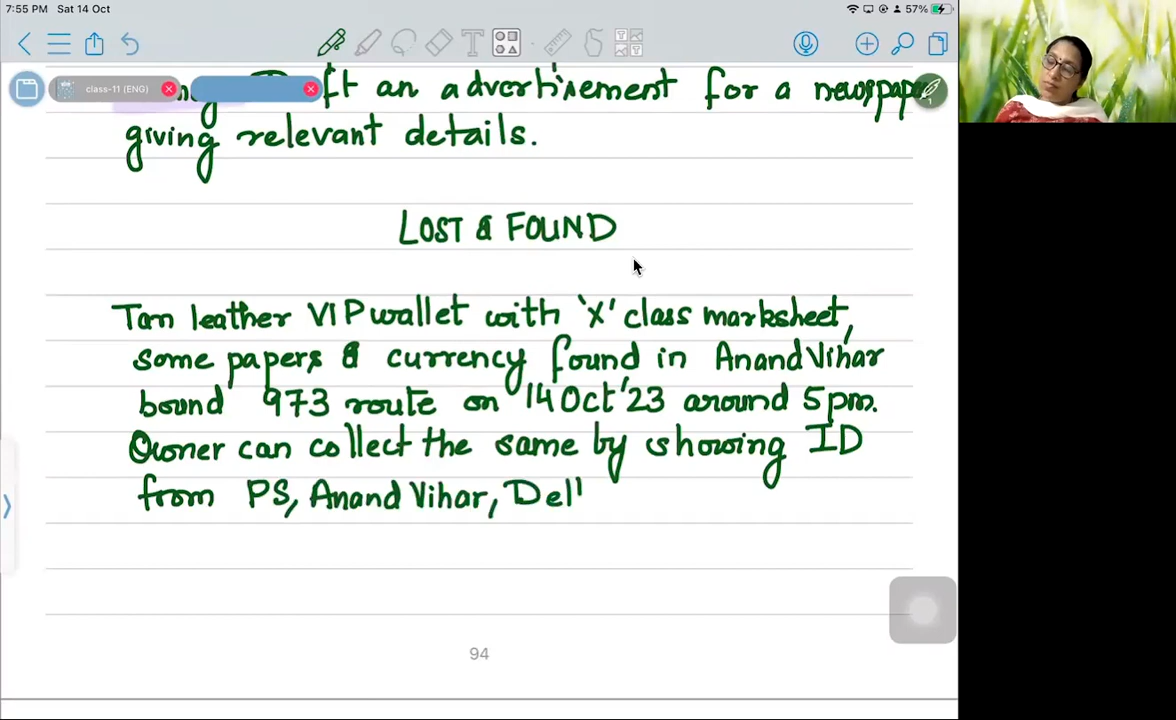 7:55 PM Sat 14 Oct 57%
class-11 (ENG)
ft an advertisement for a newspaper
giving relevant details.
LOST & FOUND
Tan leather VIP wallet with 'X' class marksheet,
some papers & currency found in Anand Vihar
bound 973 route on 14 Oct '23 around 5pm.
Owner can collect the same by showing ID
from PS, Anand Vihar, Del
94